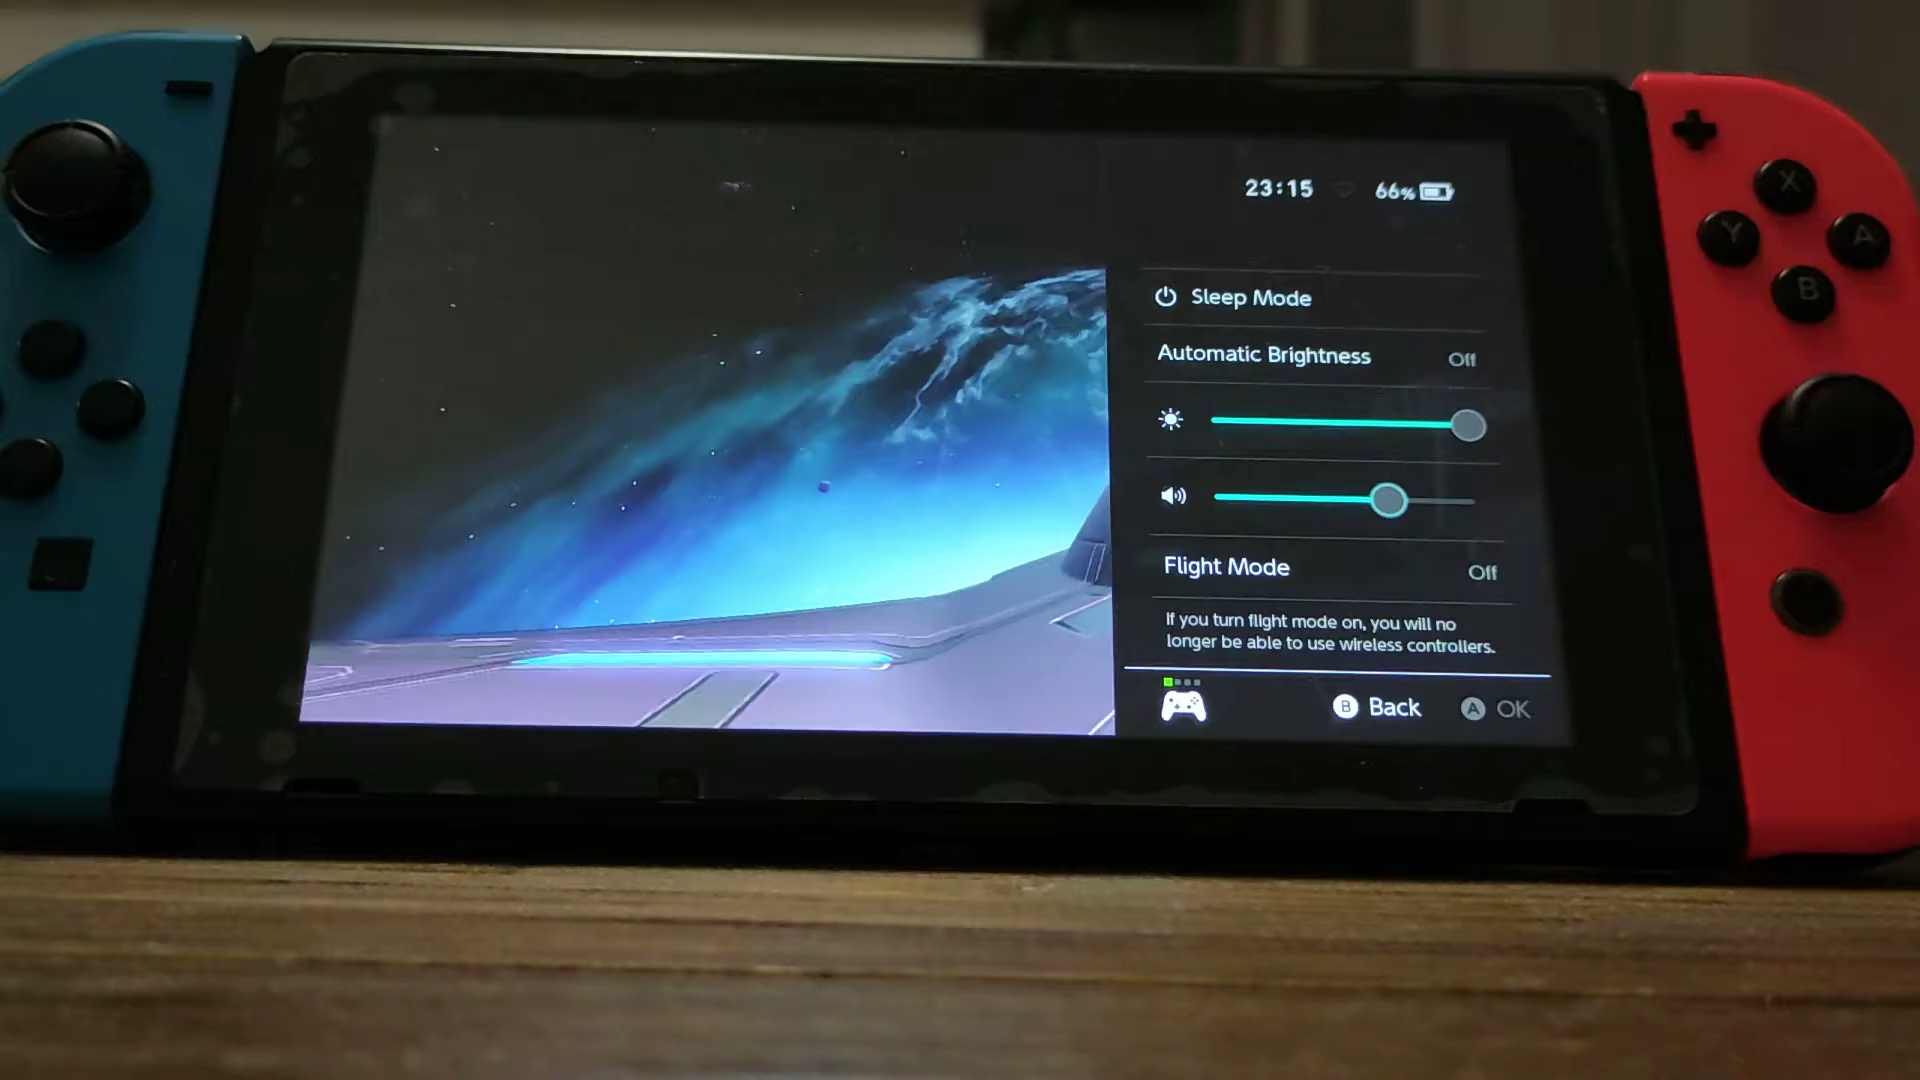 23:15 66%
Sleep Mode
Automatic Brightness Off
Flight Mode Off
If you turn flight mode on, you will no
longer be able to use wireless controllers.
B Back A OK
X
Y A
B